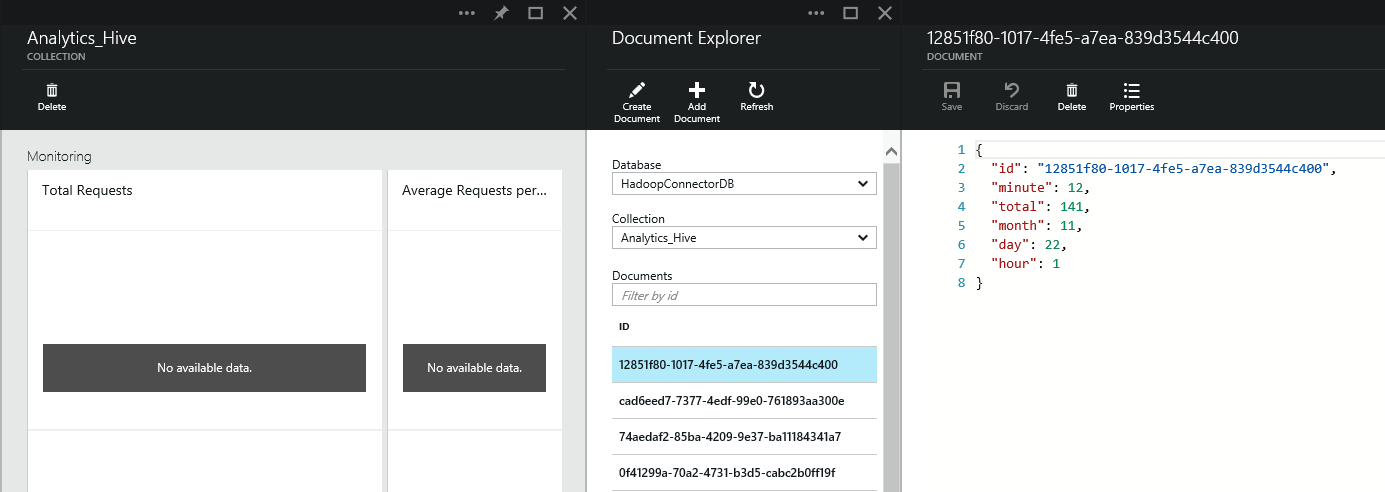 Analytics_Hive
COLLECTION
Delete
Monitoring
Total Requests
Average Requests per...
No available data.
No available data.
Document Explorer
Create
Document
Add
Document
Refresh
Database
HadoopConnectorDB
Collection
Analytics_Hive
Documents
Filter by id
ID
12851f80-1017-4fe5-a7ea-839d3544c400
cad6eed7-7377-4edf-99e0-761893aa300e
74aedaf2-85ba-4209-9e37-ba11184341a7
0f41299a-70a2-4731-b3d5-cabc2b0ff19f
12851f80-1017-4fe5-a7ea-839d3544c400
DOCUMENT
Save
Discard
Delete
Properties
1 {
2 "id": "12851f80-1017-4fe5-a7ea-839d3544c400",
3 "minute": 12,
4 "total": 141,
5 "month": 11,
6 "day": 22,
7 "hour": 1
8 }